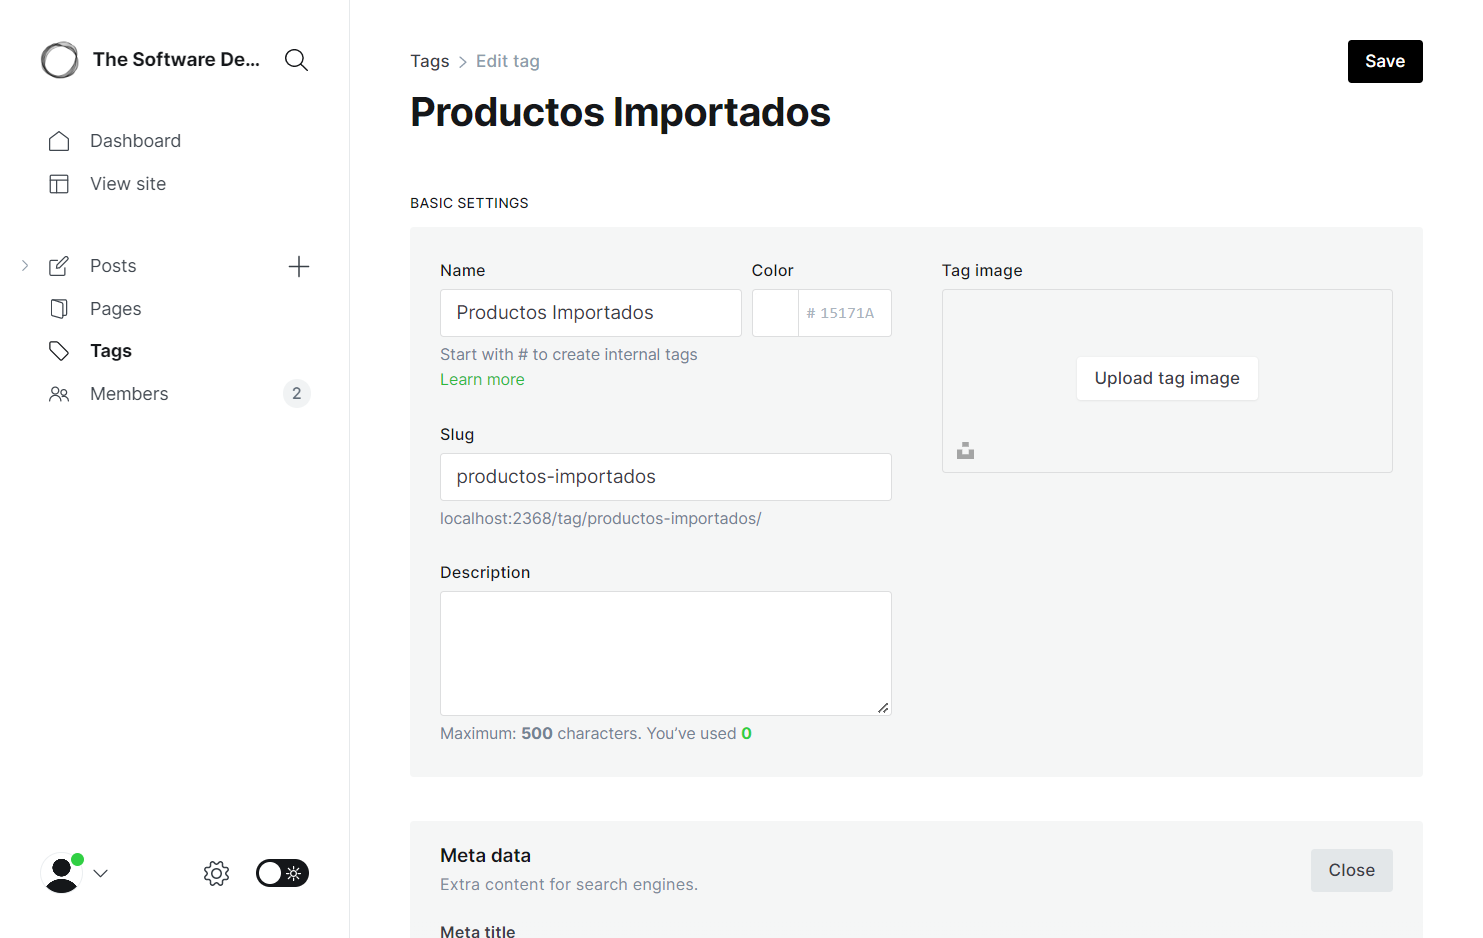 The Software De...
Dashboard
View site
Posts
Pages
Tags
Members
2
Tags > Edit tag
Save
Productos Importados
BASIC SETTINGS
Name
Productos Importados
Start with # to create internal tags
Learn more
Color
# 15171A
Tag image
Upload tag image
Slug
productos-importados
localhost:2368/tag/productos-importados/
Description
Maximum: 500 characters. You’ve used 0
Meta data
Extra content for search engines.
Close
Meta title